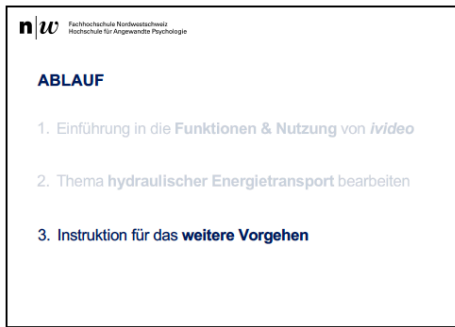 n|w Fachhochschule Nordwestschweiz
Hochschule für Angewandte Psychologie
ABLAUF
1. Einführung in die Funktionen & Nutzung von ivideo
2. Thema hydraulischer Energietransport bearbeiten
3. Instruktion für das weitere Vorgehen